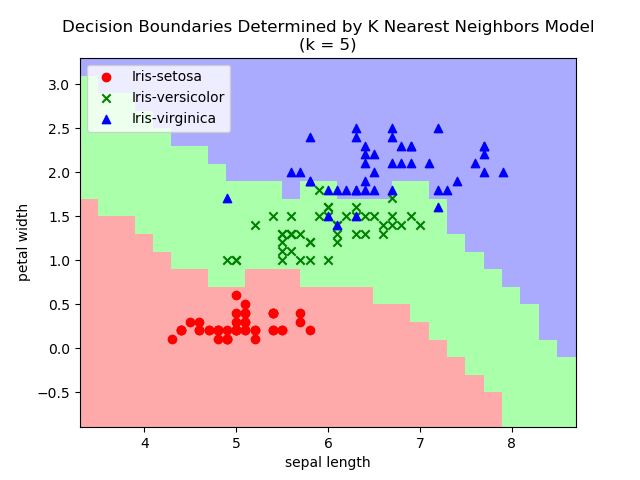 Decision Boundaries Determined by K Nearest Neighbors Model
(k = 5)
Iris-setosa
Iris-versicolor
Iris-virginica
3.0
2.5
2.0
1.5
1.0
0.5
0.0
−0.5
petal width
4 5 6 7 8
sepal length